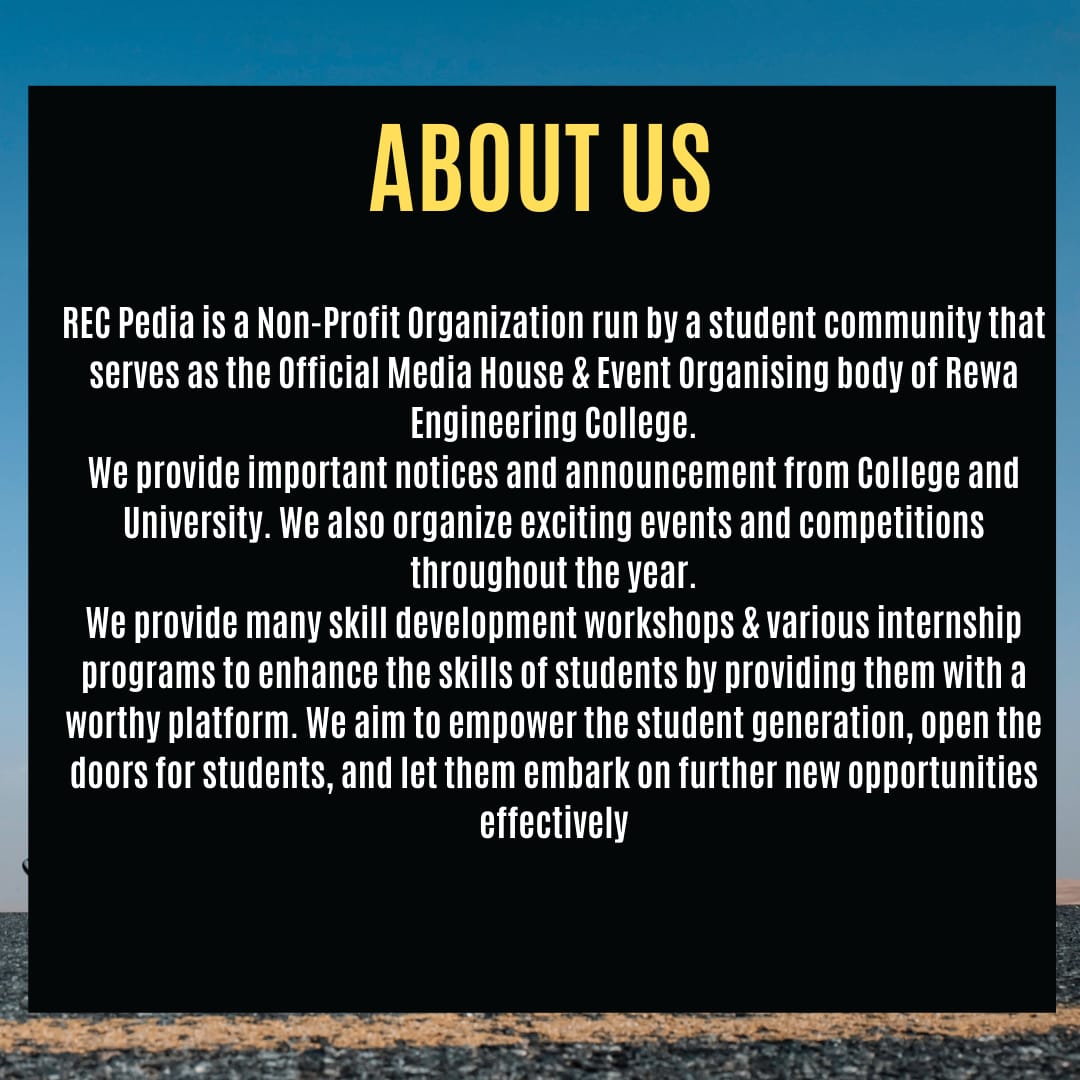 ABOUT US
REC Pedia is a Non-Profit Organization run by a student community that
serves as the Official Media House & Event Organising body of Rewa
Engineering College.
We provide important notices and announcement from College and
University. We also organize exciting events and competitions
throughout the year.
We provide many skill development workshops & various internship
programs to enhance the skills of students by providing them with a
worthy platform. We aim to empower the student generation, open the
doors for students, and let them embark on further new opportunities
effectively